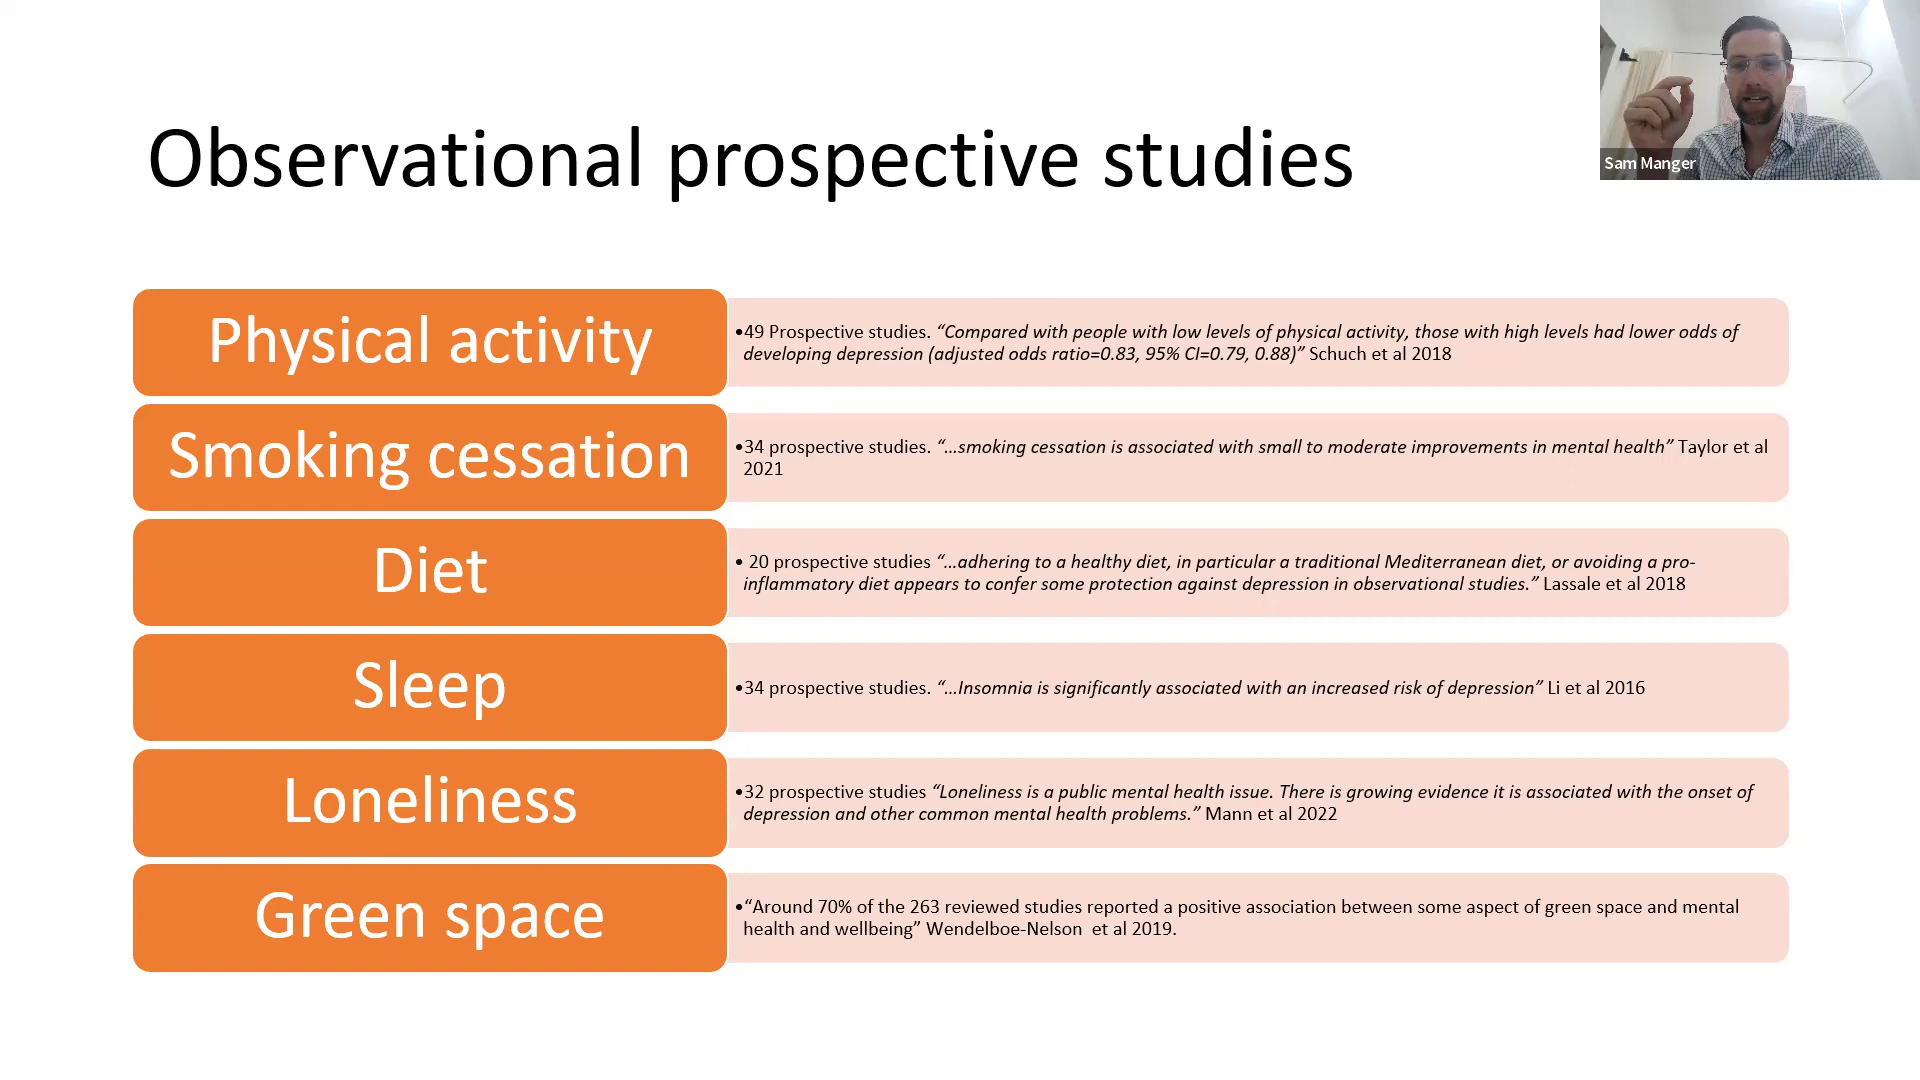 Observational prospective studies
Sam Manger
Physical activity
•49 Prospective studies. “Compared with people with low levels of physical activity, those with high levels had lower odds of
developing depression (adjusted odds ratio=0.83, 95% CI=0.79, 0.88)” Schuch et al 2018
Smoking cessation
•34 prospective studies. “…smoking cessation is associated with small to moderate improvements in mental health” Taylor et al
2021
Diet
• 20 prospective studies “…adhering to a healthy diet, in particular a traditional Mediterranean diet, or avoiding a pro-
inflammatory diet appears to confer some protection against depression in observational studies.” Lassale et al 2018
Sleep
•34 prospective studies. “…Insomnia is significantly associated with an increased risk of depression” Li et al 2016
Loneliness
•32 prospective studies “Loneliness is a public mental health issue. There is growing evidence it is associated with the onset of
depression and other common mental health problems.” Mann et al 2022
Green space
•“Around 70% of the 263 reviewed studies reported a positive association between some aspect of green space and mental
health and wellbeing” Wendelboe-Nelson  et al 2019.